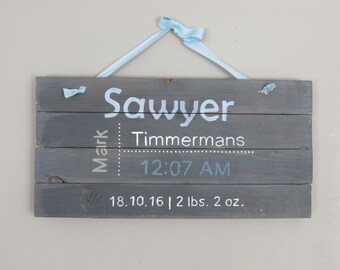 Sawyer
Mark
Timmermans
12:07 AM
18.10.16 | 2 lbs. 2 oz.